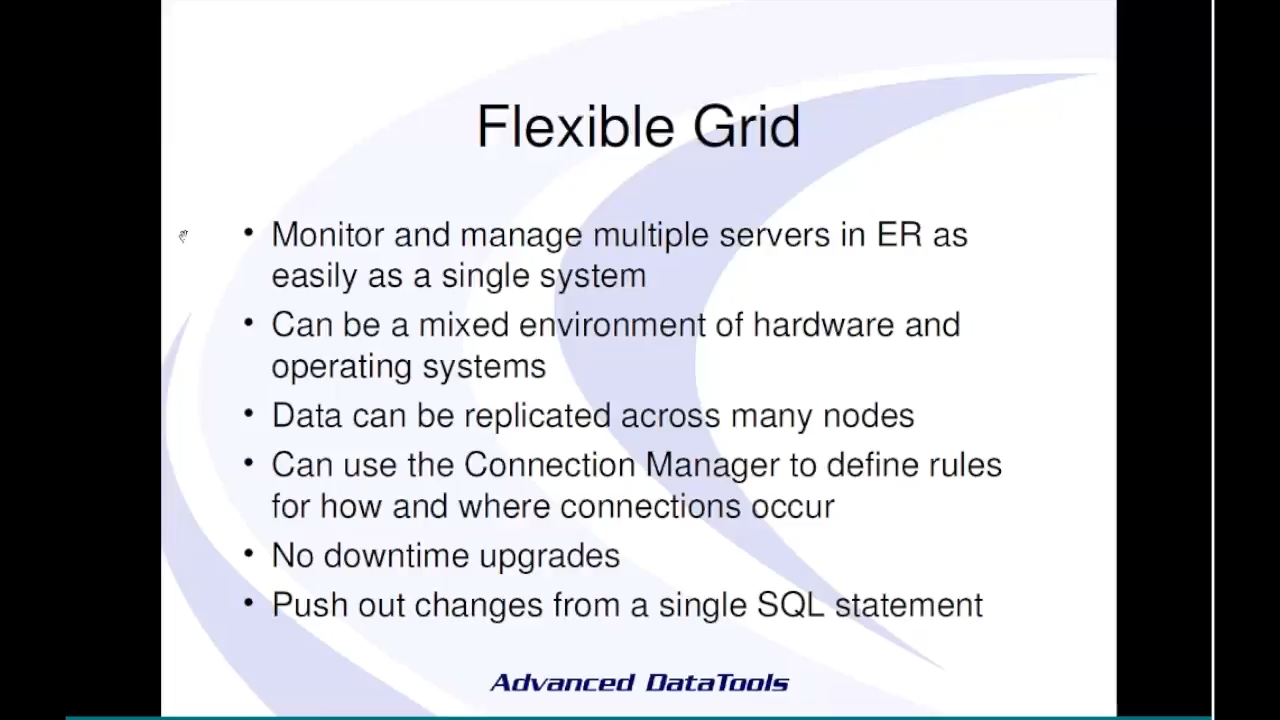 Flexible Grid
• Monitor and manage multiple servers in ER as
easily as a single system
• Can be a mixed environment of hardware and
operating systems
• Data can be replicated across many nodes
• Can use the Connection Manager to define rules
for how and where connections occur
• No downtime upgrades
• Push out changes from a single SQL statement
Advanced DataTools